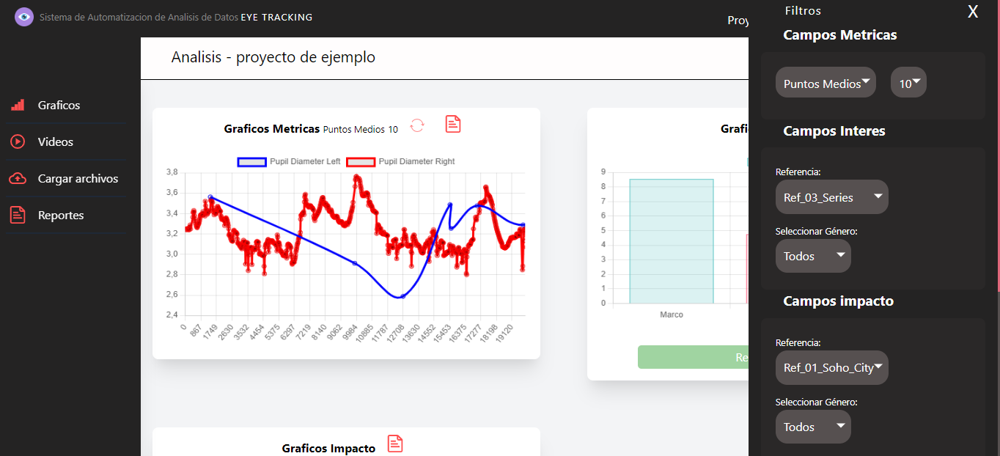 Sistema de Automatizacion de Analisis de Datos EYE TRACKING
Proy
Graficos
Videos
Cargar archivos
Reportes
Analisis - proyecto de ejemplo
Graficos Metricas Puntos Medios 10
Pupil Diameter Left Pupil Diameter Right
3,8
3,6
3,4
3,2
3,0
2,8
2,6
2,4
0 867 1749 2630 3532 4454 5375 6297 7219 8140 9062 9984 10885 11787 12708 13630 14552 15453 16375 17277 18198 19120
Grafi
9
8
7
6
5
4
3
2
1
0
Marco
Re
Graficos Impacto
Filtros X
Campos Metricas
Puntos Medios 10
Campos Interes
Referencia:
Ref_03_Series
Seleccionar Género:
Todos
Campos impacto
Referencia:
Ref_01_Soho_City
Seleccionar Género:
Todos